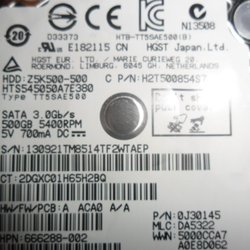 20 N13508
D33373 HTB-TT5SAE500(B)
E182115 CN HGST Japan,Ltd.
HGST EUR. / MARIE CURIEWEG 20,
ROERMOND, LIMBURG 6045 GH, NETHERLANDS
HDD: Z5K500-500 C P/N: H2T500854S7
HTS545050A7E380
Type TT5SAE500
SATA 3.0Gb/s
500GB 5400RPM
5V 700mA DC
S/N: 130921TM8514TF2WTAEP
CT:2DGXC01H65H2BQ
HW/FW/PCB:A ACA0 A/A P/N: 0J30145
MLC: DA5322
HPN:666288-002 WWN: 5000CCA7